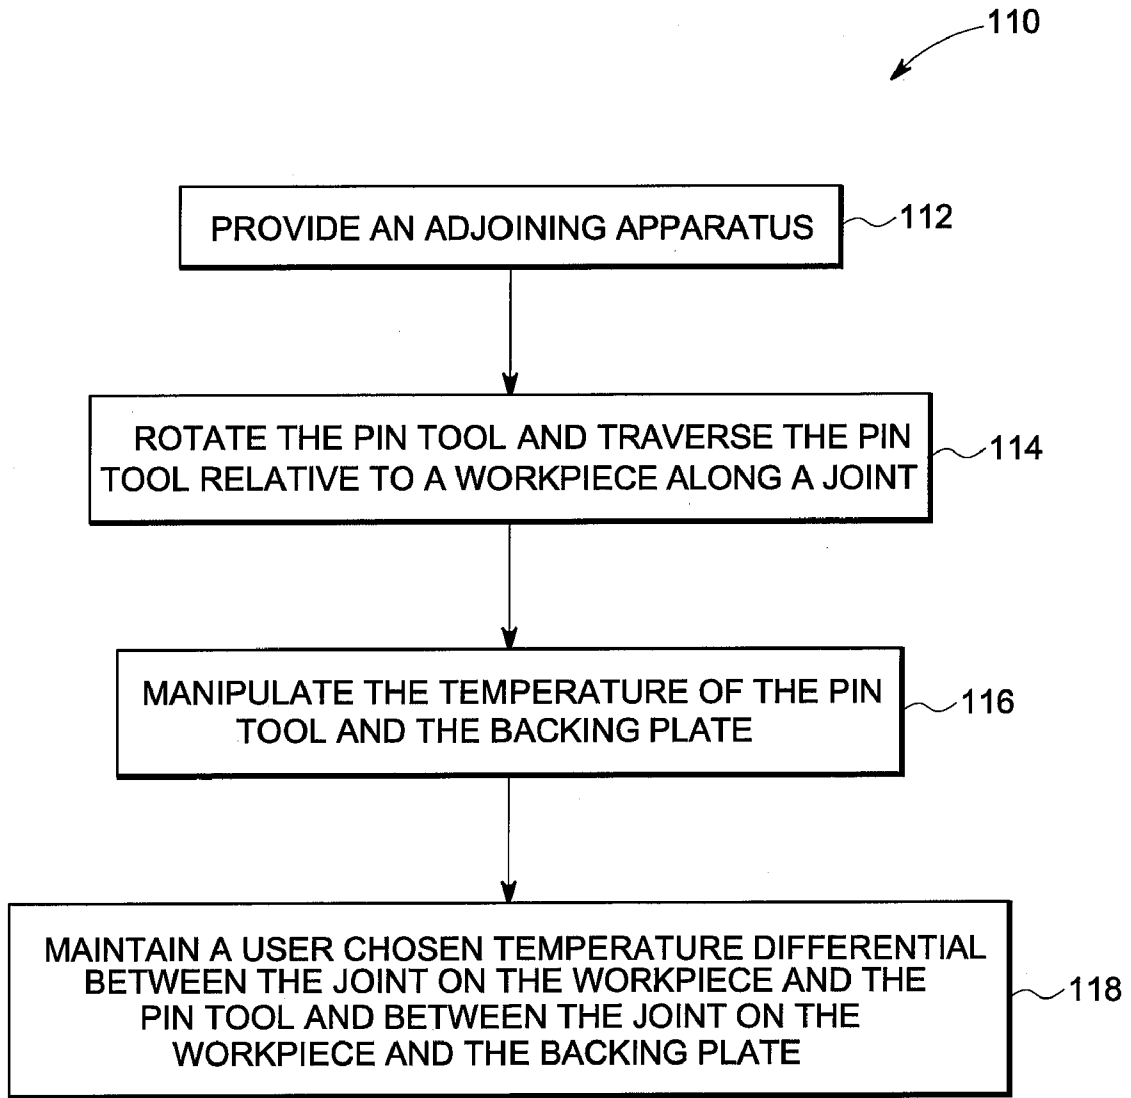 110
PROVIDE AN ADJOINING APPARATUS
112
ROTATE THE PIN TOOL AND TRAVERSE THE PIN
TOOL RELATIVE TO A WORKPIECE ALONG A JOINT
114
MANIPULATE THE TEMPERATURE OF THE PIN
TOOL AND THE BACKING PLATE
116
MAINTAIN A USER CHOSEN TEMPERATURE DIFFERENTIAL
BETWEEN THE JOINT ON THE WORKPIECE AND THE
PIN TOOL AND BETWEEN THE JOINT ON THE
WORKPIECE AND THE BACKING PLATE
118